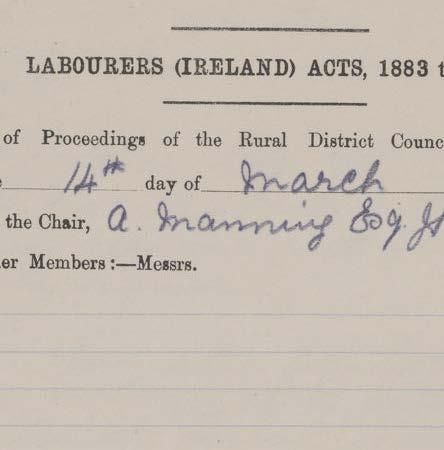 LABOURERS (IRELAND) ACTS, 1883 t
of Proceedings of the Rural District Counc
e 14th day of March
the Chair, A. Manning Esq. J
er Members:—Messrs.